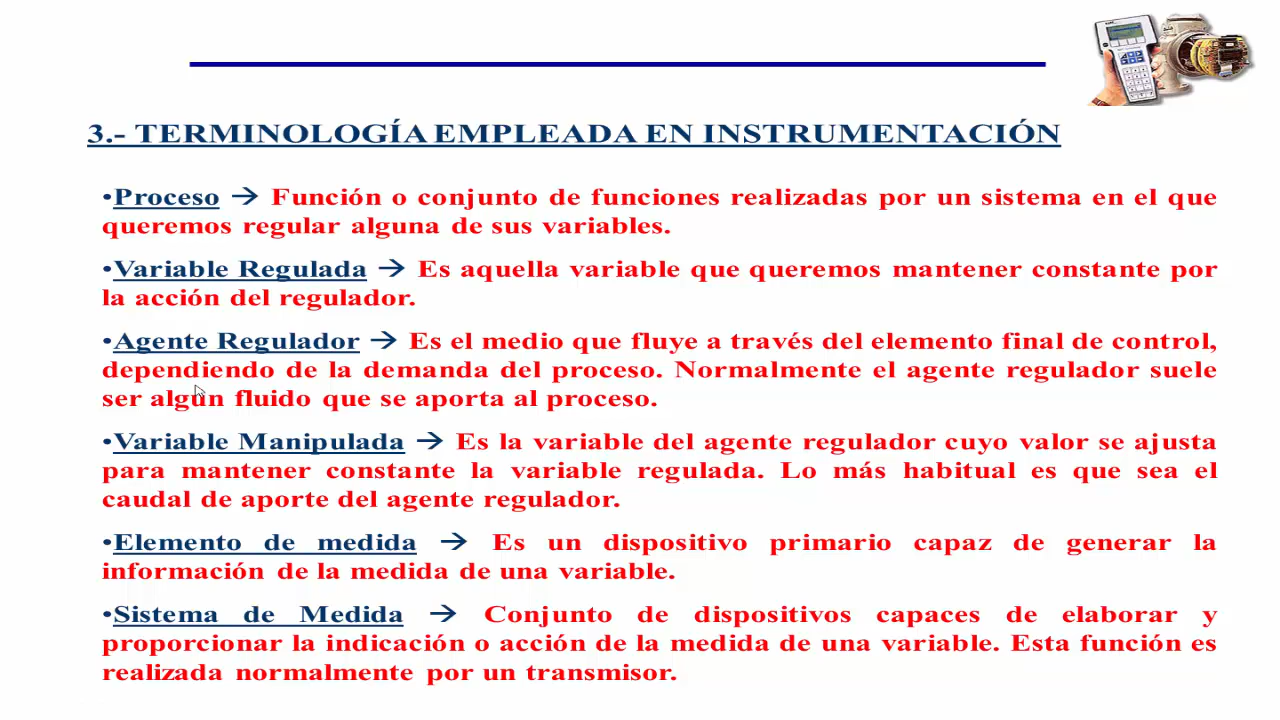 3.- TERMINOLOGÍA EMPLEADA EN INSTRUMENTACIÓN
•Proceso → Función o conjunto de funciones realizadas por un sistema en el que
queremos regular alguna de sus variables.
•Variable Regulada → Es aquella variable que queremos mantener constante por
la acción del regulador.
•Agente Regulador → Es el medio que fluye a través del elemento final de control,
dependiendo de la demanda del proceso. Normalmente el agente regulador suele
ser algún fluido que se aporta al proceso.
•Variable Manipulada → Es la variable del agente regulador cuyo valor se ajusta
para mantener constante la variable regulada. Lo más habitual es que sea el
caudal de aporte del agente regulador.
•Elemento de medida → Es un dispositivo primario capaz de generar la
información de la medida de una variable.
•Sistema de Medida → Conjunto de dispositivos capaces de elaborar y
proporcionar la indicación o acción de la medida de una variable. Esta función es
realizada normalmente por un transmisor.